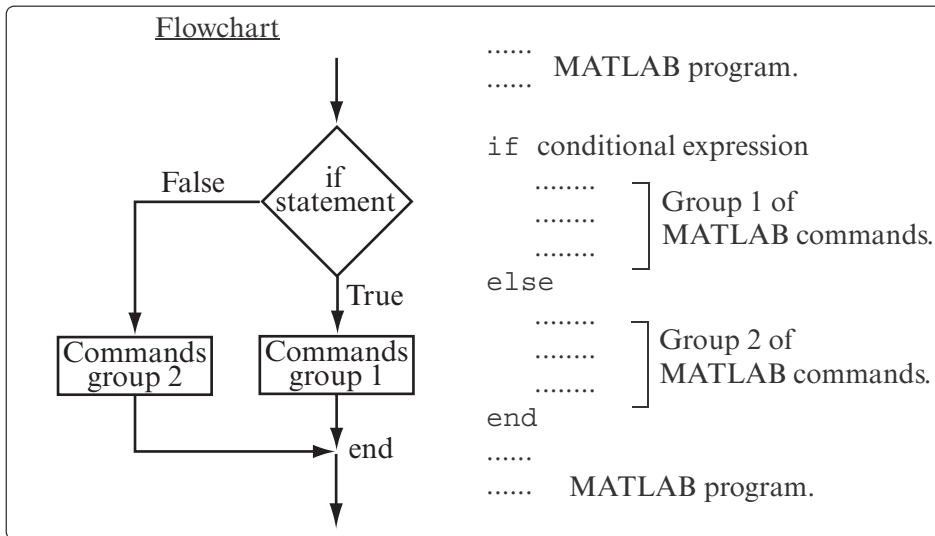 Flowchart
if
statement
False
True
Commands
group 2
Commands
group 1
end
......
...... MATLAB program.
if conditional expression
........
........
........
Group 1 of
MATLAB commands.
else
........
........
........
Group 2 of
MATLAB commands.
end
......
...... MATLAB program.